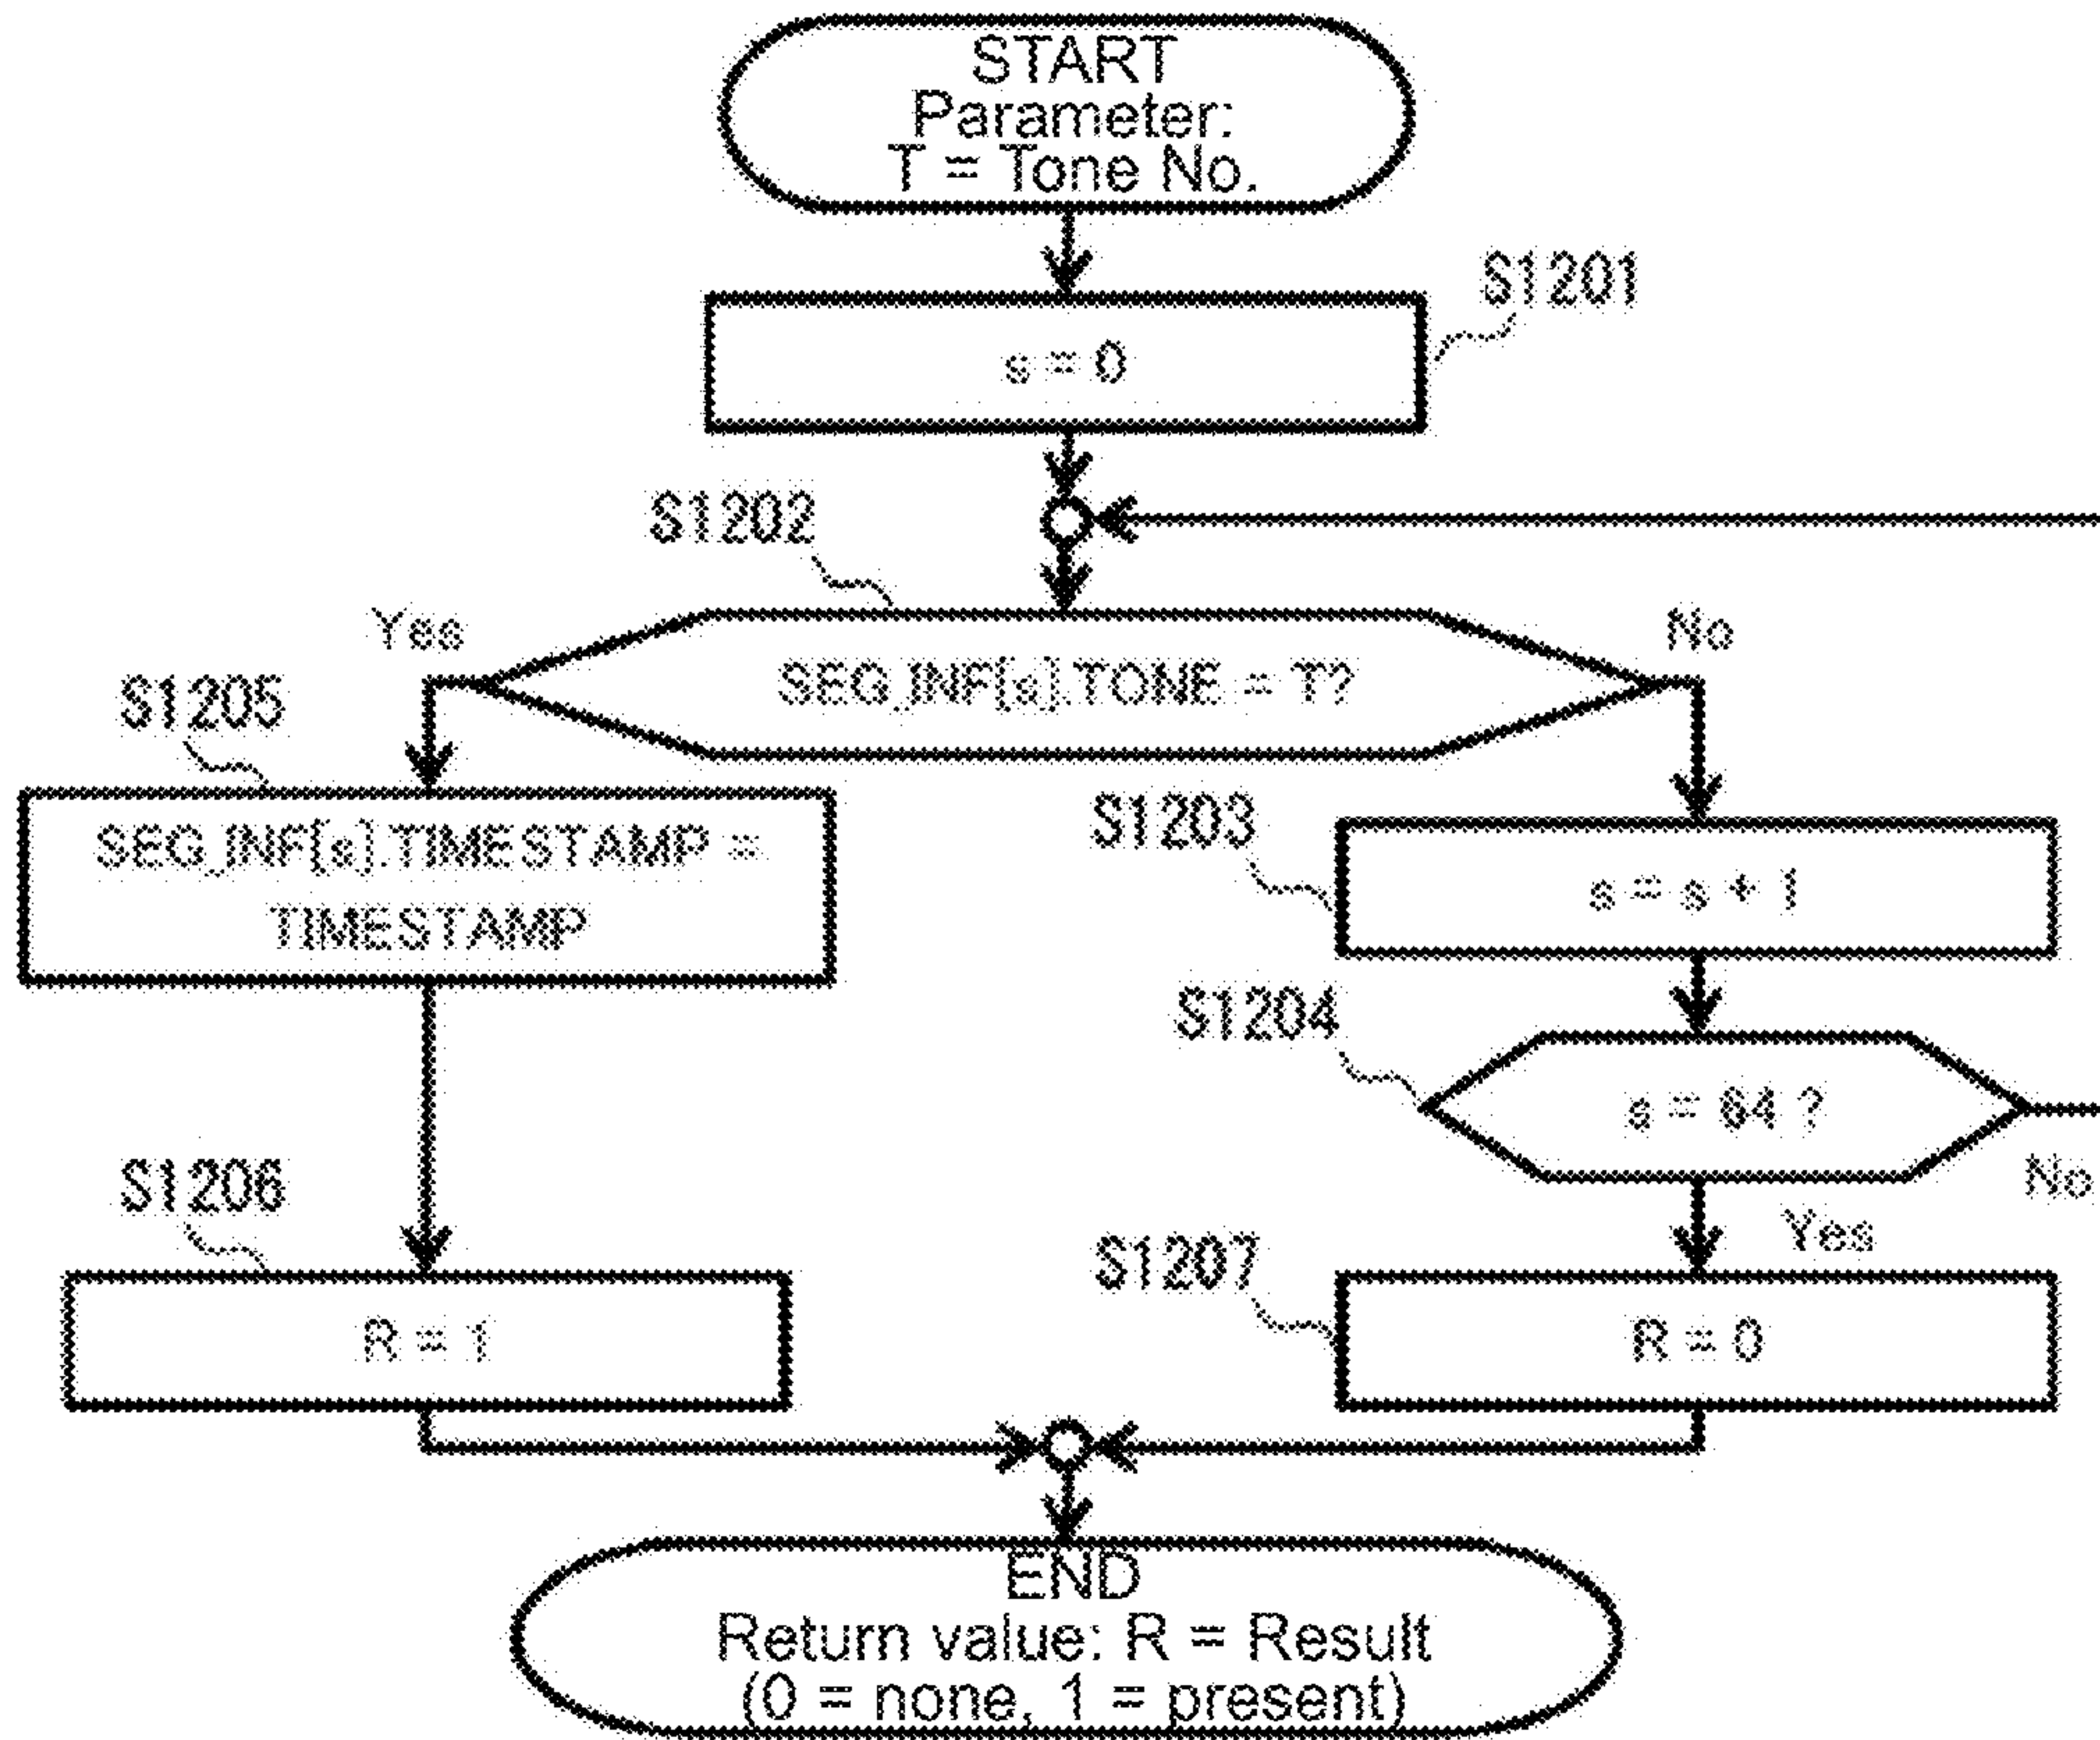 START
Parameter:
T = Tone No.
S1201
s = 0
S1202
Yes
No
SEG_INF[s].TONE = T?
S1205
SEG_INF[s].TIMESTAMP =
TIMESTAMP
S1203
s = s + 1
S1204
s = 64 ?
No
Yes
S1206
R = 1
S1207
R = 0
END
Return value: R = Result
(0 = none, 1 = present)